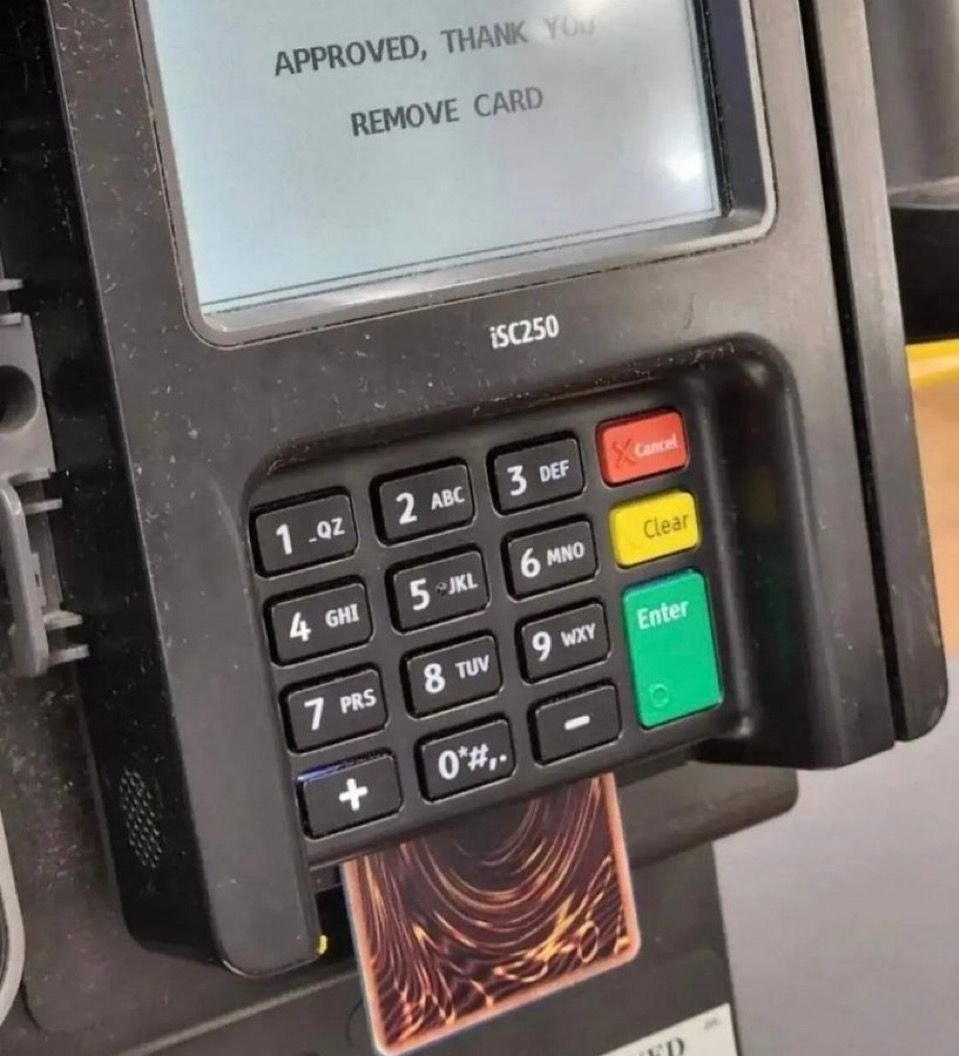 APPROVED, THANK YOU
REMOVE CARD
iSC250
1 -QZ
2 ABC
3 DEF
X Cancel
4 GHI
5 JKL
6 MNO
Clear
7 PRS
8 TUV
9 WXY
Enter
+
0*#,.
-